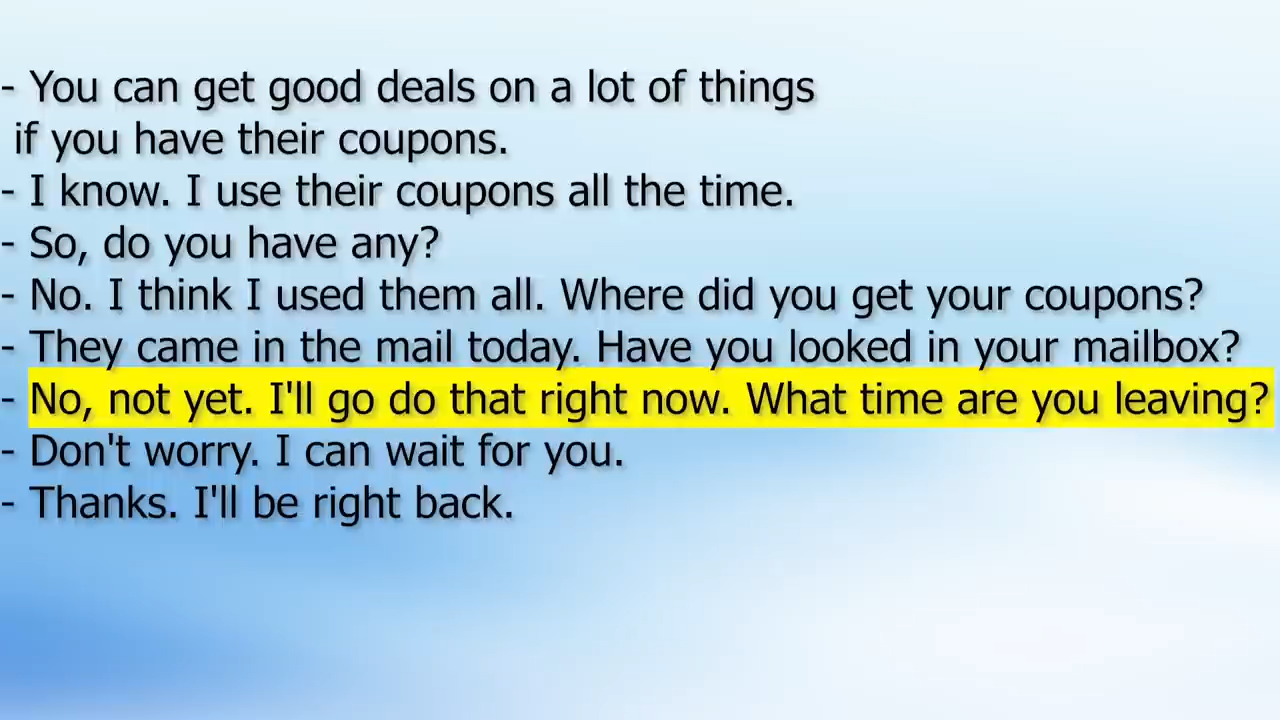 - You can get good deals on a lot of things
if you have their coupons.
- I know. I use their coupons all the time.
- So, do you have any?
- No. I think I used them all. Where did you get your coupons?
- They came in the mail today. Have you looked in your mailbox?
- No, not yet. I'll go do that right now. What time are you leaving?
- Don't worry. I can wait for you.
- Thanks. I'll be right back.